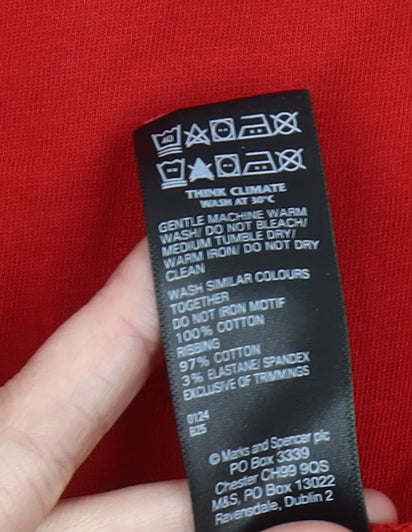 40
THINK CLIMATE
WASH AT 30°C
GENTLE MACHINE WARM
WASH/ DO NOT BLEACH/
MEDIUM TUMBLE DRY/
WARM IRON/ DO NOT DRY
CLEAN
WASH SIMILAR COLOURS
TOGETHER
DO NOT IRON MOTIF
100% COTTON
RIBBING
97% COTTON
3% ELASTANE/ SPANDEX
EXCLUSIVE OF TRIMMINGS
0124
B25
© Marks and Spencer plc
PO Box 3339
Chester CH99 9QS
M&S, PO Box 13022
Ravensdale, Dublin 2